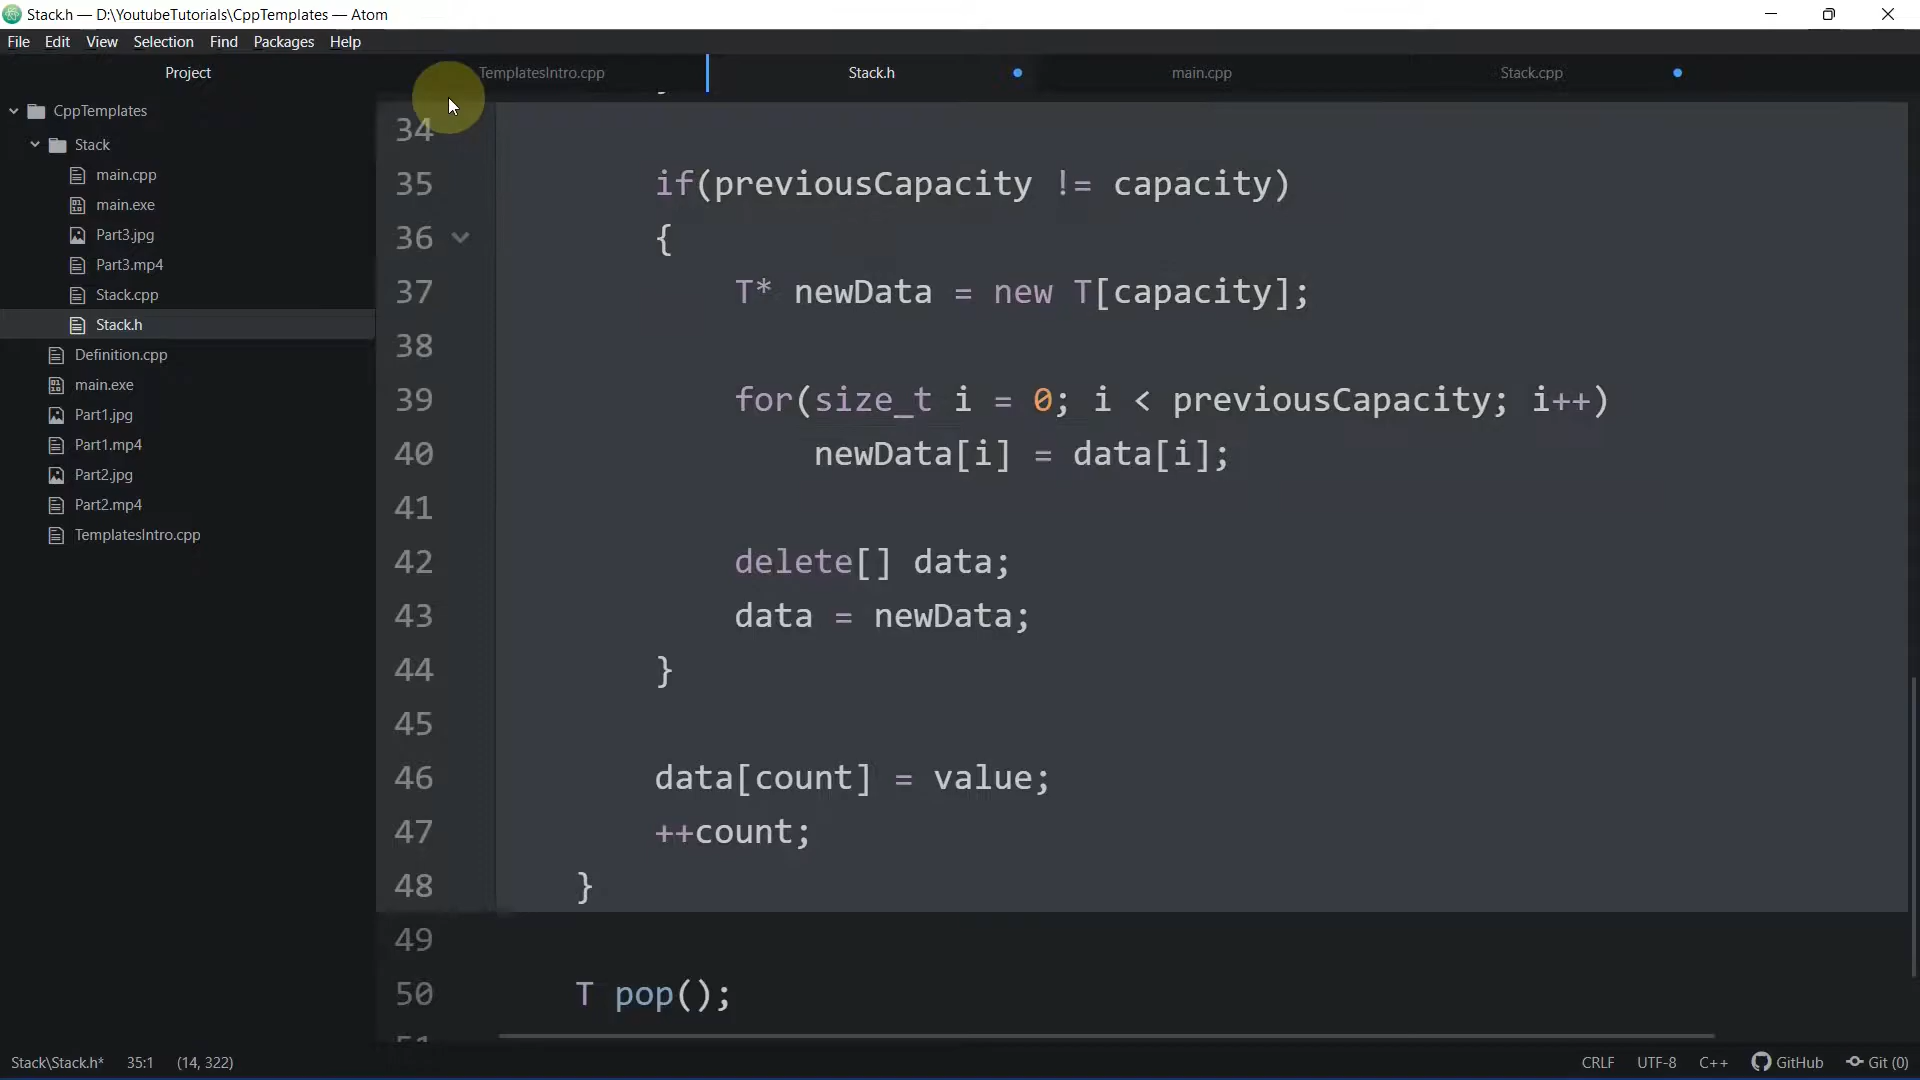 Stack.h — D:\YoutubeTutorials\CppTemplates — Atom
File Edit View Selection Find Packages Help
Project
TemplatesIntro.cpp
Stack.h
main.cpp
Stack.cpp
CppTemplates
Stack
main.cpp
main.exe
Part3.jpg
Part3.mp4
Stack.cpp
Stack.h
Definition.cpp
main.exe
Part1.jpg
Part1.mp4
Part2.jpg
Part2.mp4
TemplatesIntro.cpp
34
35 if(previousCapacity != capacity)
36 {
37 T* newData = new T[capacity];
38
39 for(size_t i = 0; i < previousCapacity; i++)
40 newData[i] = data[i];
41
42 delete[] data;
43 data = newData;
44 }
45
46 data[count] = value;
47 ++count;
48 }
49
50 T pop();
51
Stack\Stack.h* 35:1 (14, 322)
CRLF UTF-8 C++ GitHub Git (0)